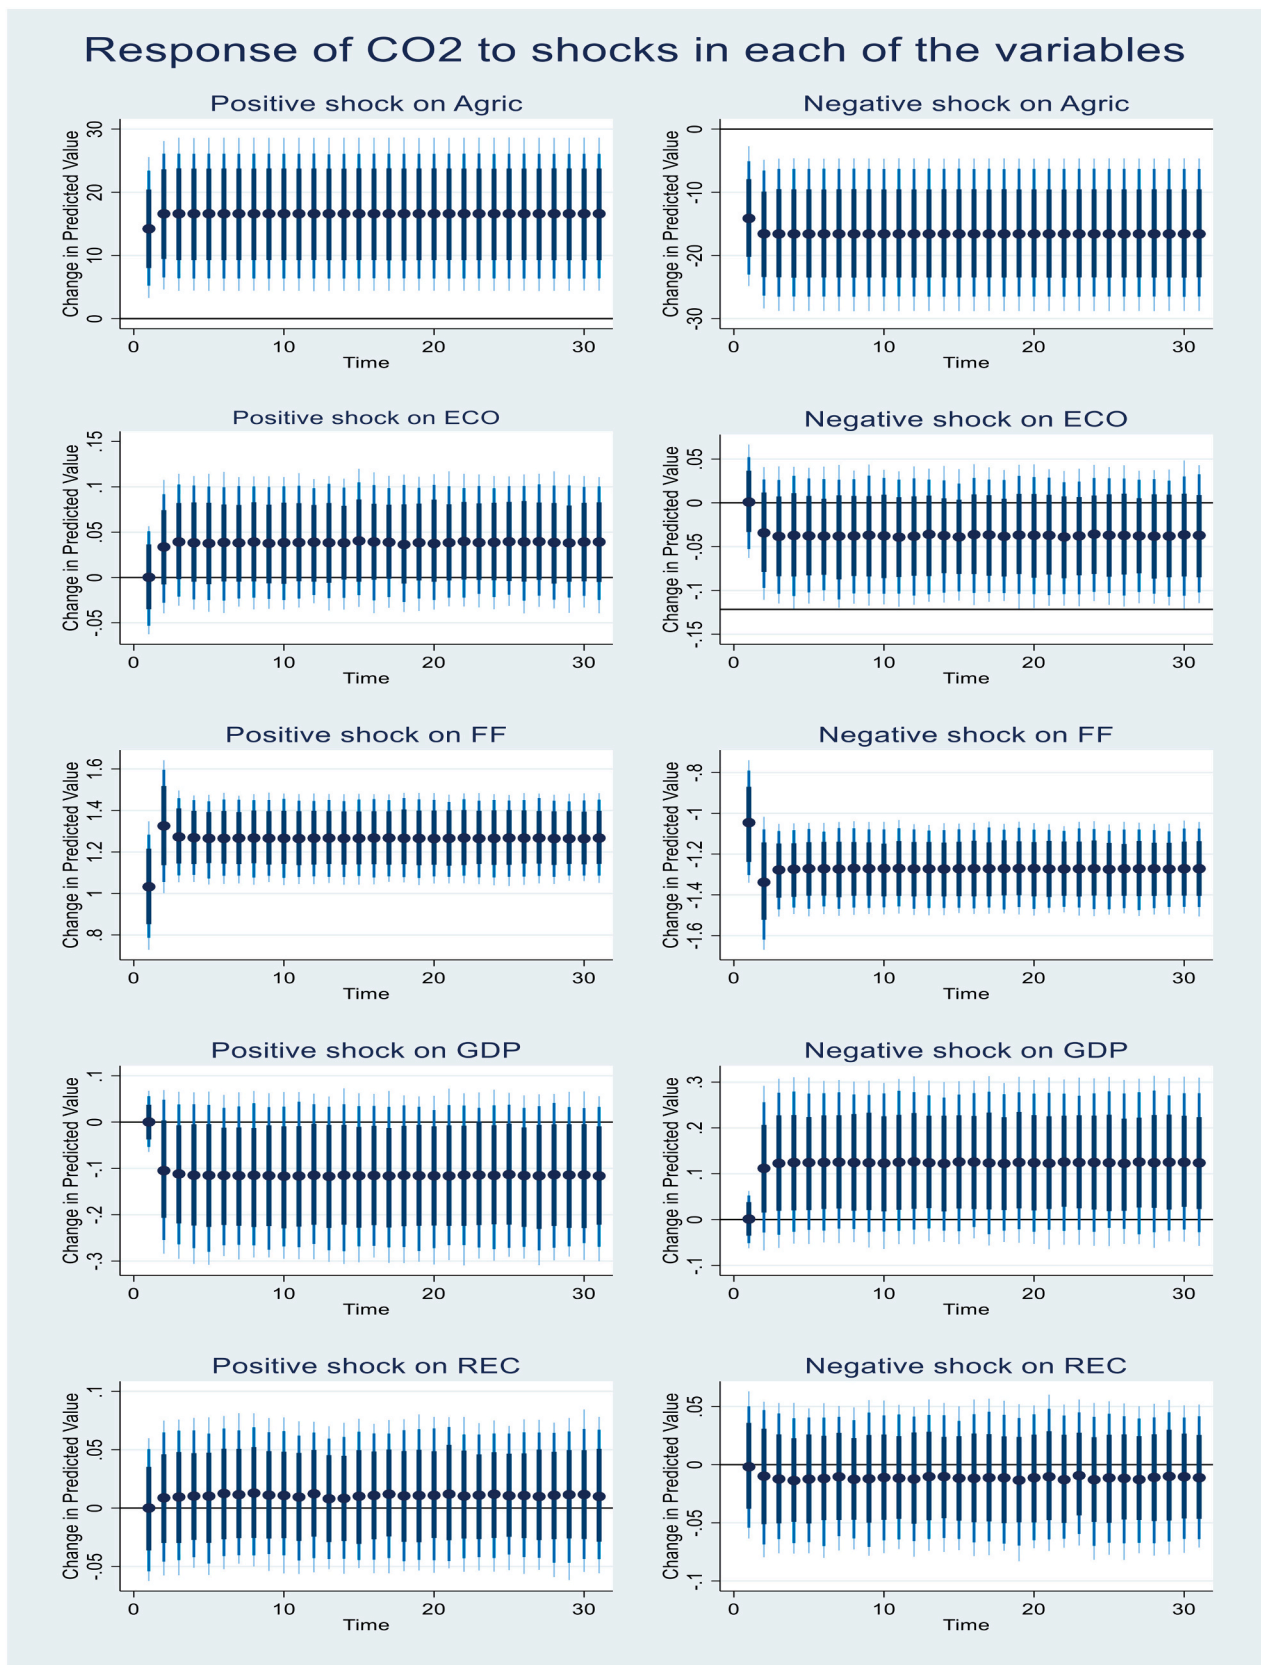 Response of CO2 to shocks in each of the variables
Positive shock on Agric
Change in Predicted Value
30
20
10
0
0 10 20 30
Time
Negative shock on Agric
Change in Predicted Value
0
-10
-20
-30
0 10 20 30
Time
Positive shock on ECO
Change in Predicted Value
.15
.1
.05
0
-.05
0 10 20 30
Time
Negative shock on ECO
Change in Predicted Value
.05
0
-.05
-.1
-.15
0 10 20 30
Time
Positive shock on FF
Change in Predicted Value
1.6
1.4
1.2
1
.8
0 10 20 30
Time
Negative shock on FF
Change in Predicted Value
-.8
-1
-1.2
-1.4
-1.6
0 10 20 30
Time
Positive shock on GDP
Change in Predicted Value
.1
0
-.1
-.2
-.3
0 10 20 30
Time
Negative shock on GDP
Change in Predicted Value
.3
.2
.1
0
-.1
0 10 20 30
Time
Positive shock on REC
Change in Predicted Value
.1
.05
0
-.05
0 10 20 30
Time
Negative shock on REC
Change in Predicted Value
.05
0
-.05
-.1
0 10 20 30
Time